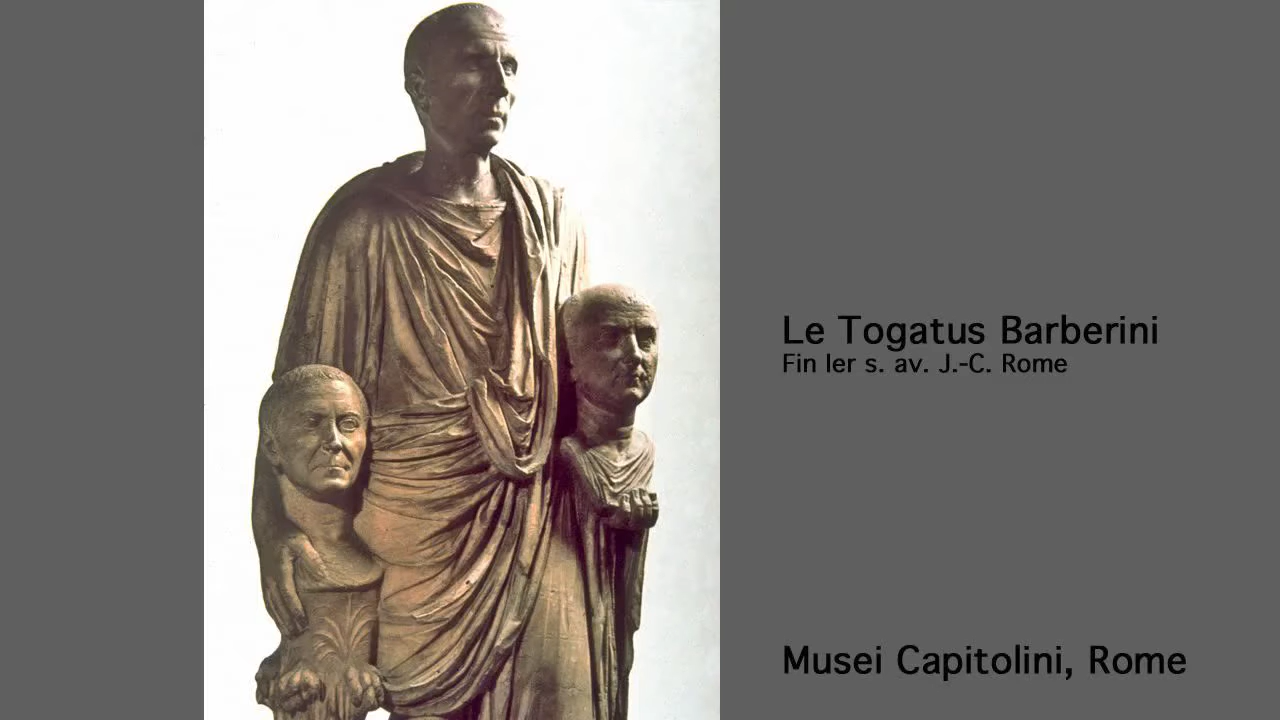 Le Togatus Barberini
Fin Ier s. av. J.-C. Rome
Musei Capitolini, Rome